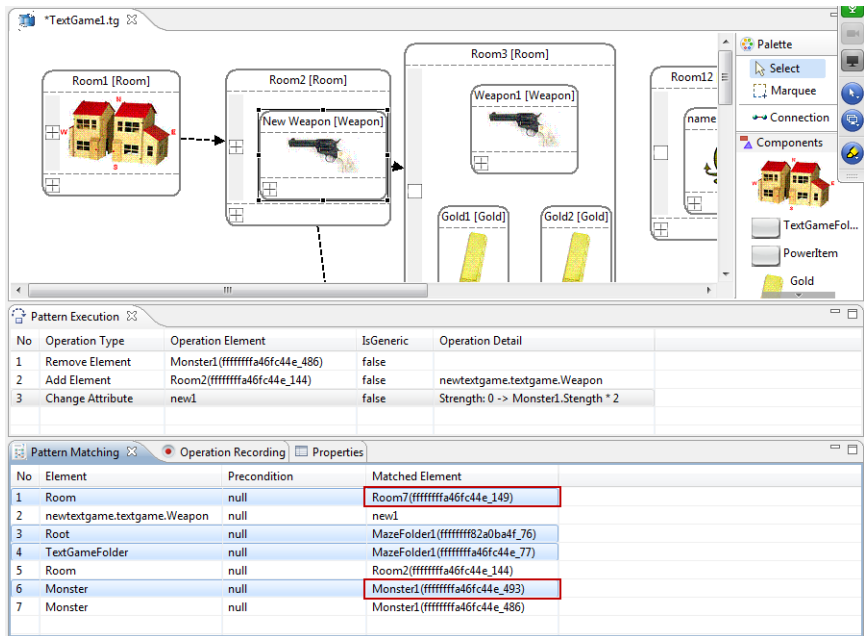 *TextGame1.tg
Room1 [Room]
N
W
E
S
Room2 [Room]
New Weapon [Weapon]
Room3 [Room]
Weapon1 [Weapon]
Gold1 [Gold]
Gold2 [Gold]
Room12
name
Palette
Select
Marquee
Connection
Components
TextGameFol...
PowerItem
Gold
Pattern Execution
No Operation Type Operation Element IsGeneric Operation Detail
1 Remove Element Monster1(ffffffffa46fc44e_486) false
2 Add Element Room2(ffffffffa46fc44e_144) false newtextgame.textgame.Weapon
3 Change Attribute new1 false Strength: 0 -> Monster1.Stength * 2
Pattern Matching Operation Recording Properties
No Element Precondition Matched Element
1 Room null Room7(ffffffffa46fc44e_149)
2 newtextgame.textgame.Weapon null new1
3 Root null MazeFolder1(ffffffff82a0ba4f_76)
4 TextGameFolder null MazeFolder1(ffffffffa46fc44e_77)
5 Room null Room2(ffffffffa46fc44e_144)
6 Monster null Monster1(ffffffffa46fc44e_493)
7 Monster null Monster1(ffffffffa46fc44e_486)